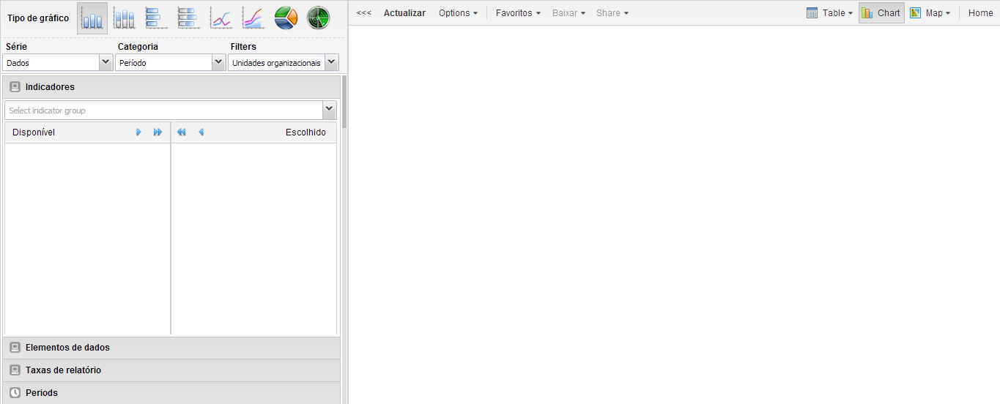 Tipo de gráfico
<<< Actualizar Options Favoritos Baixar Share Table Chart Map Home
Série Categoria Filters
Dados Período Unidades organizacionais
Indicadores
Select indicator group
Disponível Escolhido
Elementos de dados
Taxas de relatório
Periods